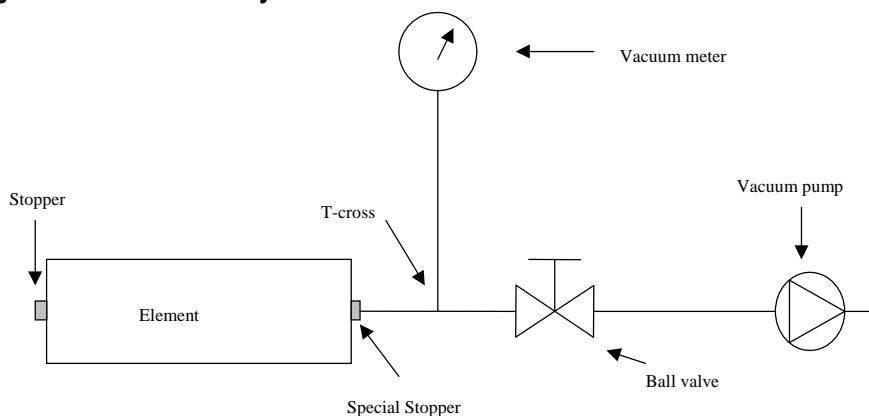 Vacuum meter
Vacuum pump
Stopper
T-cross
Element
Ball valve
Special Stopper